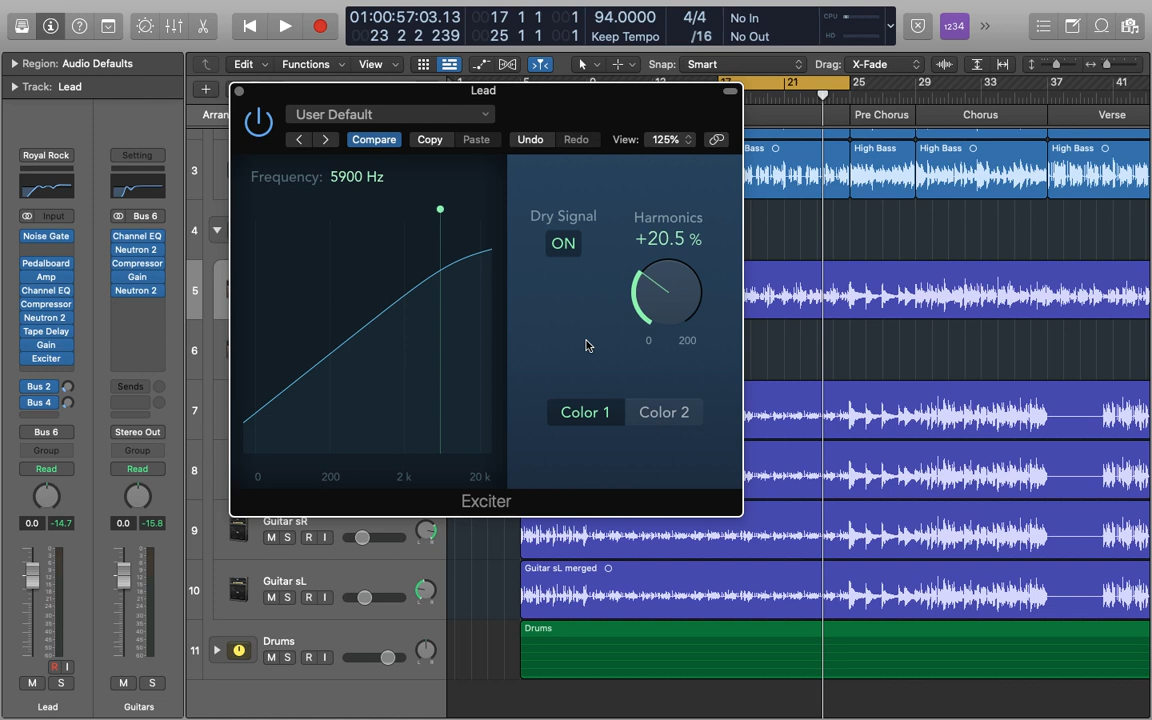 01:00:57:03.13
23 2 2 239
0017 1 1 001
0025 1 1 001
94.0000
Keep Tempo
4/4
/16
No In
No Out
CPU
HD
1234
Region: Audio Defaults
Track: Lead
Edit
Functions
View
Snap: Smart
Drag: X-Fade
17
21
25
29
33
37
41
Pre Chorus
Chorus
Verse
Lead
User Default
Compare
Copy
Paste
Undo
Redo
View: 125%
Frequency: 5900 Hz
0
200
2 k
20 k
Dry Signal
ON
Harmonics
+20.5 %
0
200
Color 1
Color 2
Exciter
Royal Rock
Input
Noise Gate
Pedalboard
Amp
Channel EQ
Compressor
Neutron 2
Tape Delay
Gain
Exciter
Bus 2
Bus 4
Bus 6
Group
Read
0.0 -14.7
R I
M S
Lead
Setting
Bus 6
Channel EQ
Neutron 2
Compressor
Gain
Neutron 2
Sends
Stereo Out
Group
Read
0.0 -15.8
M S
Guitars
3
4
5
6
7
8
9
10
11
Bass
High Bass
High Bass
High Bass
Guitar sR
M S R I
Guitar sL
M S R I
Guitar sL merged
Drums
M S R I
Drums